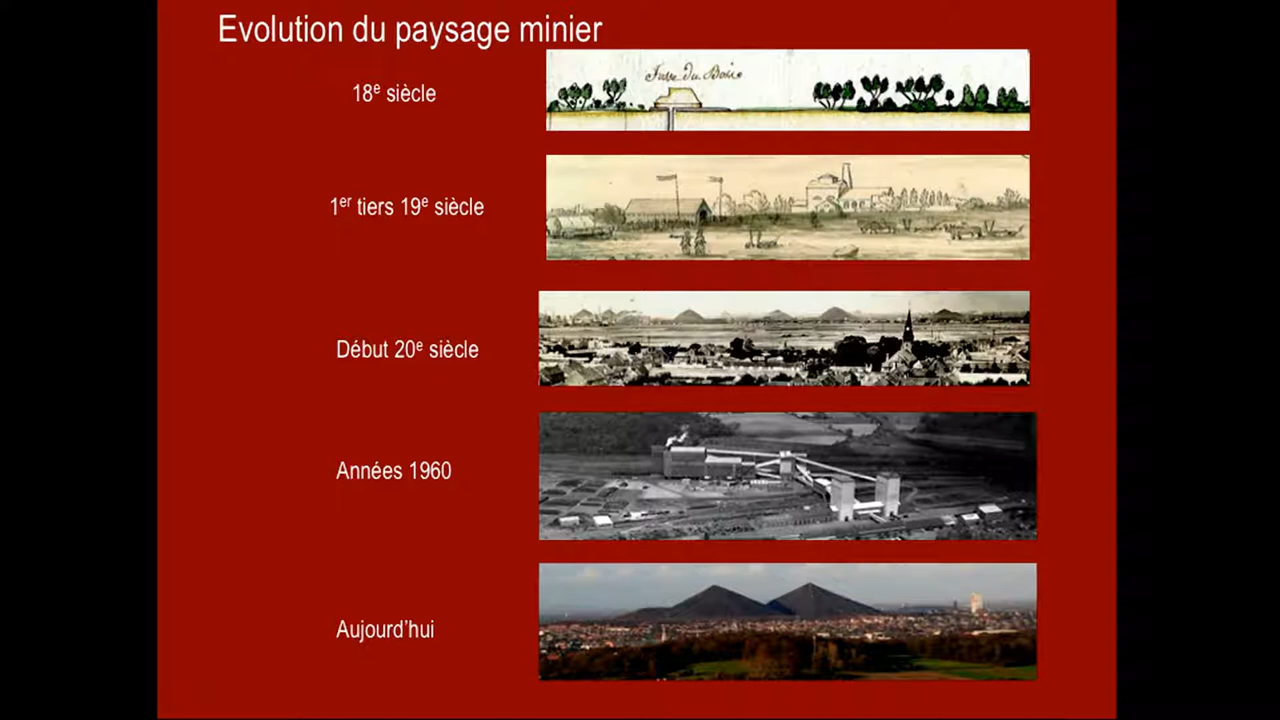 Evolution du paysage minier
18e siècle
Fosse du Bois
1er tiers 19e siècle
Début 20e siècle
Années 1960
Aujourd'hui